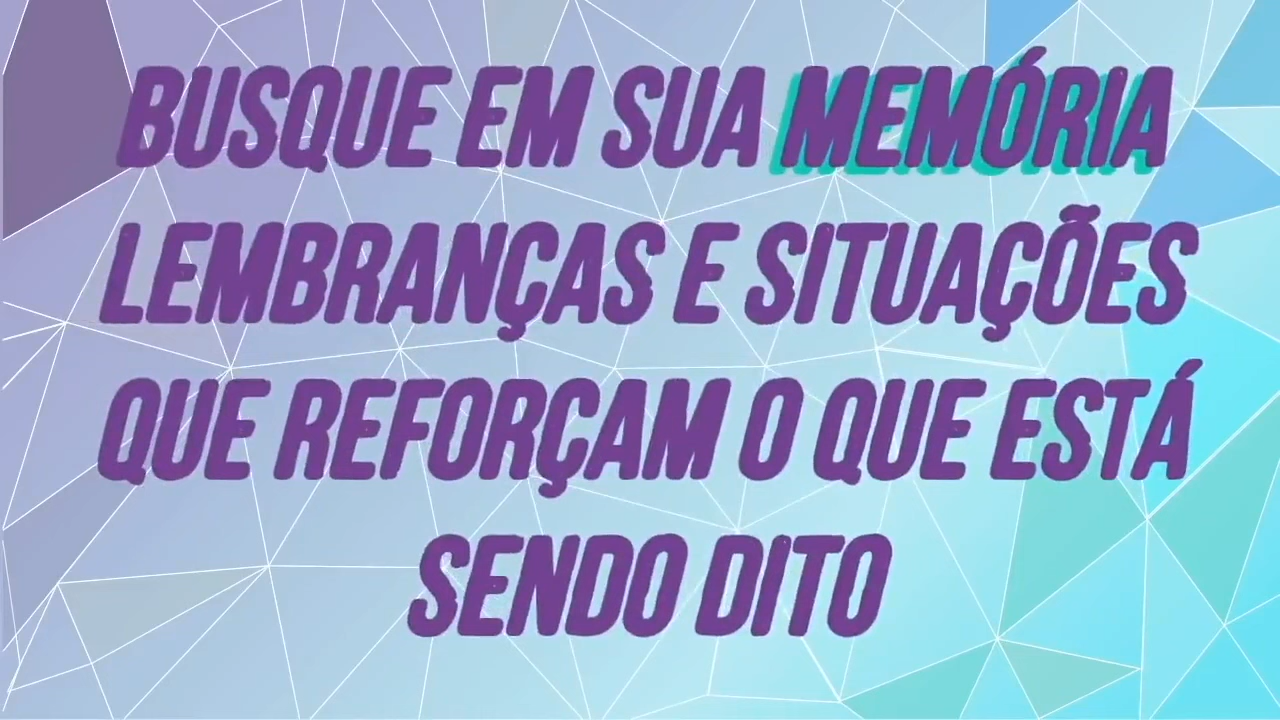 BUSQUE EM SUA MEMÓRIA
LEMBRANÇAS E SITUAÇÕES
QUE REFORÇAM O QUE ESTÁ
SENDO DITO